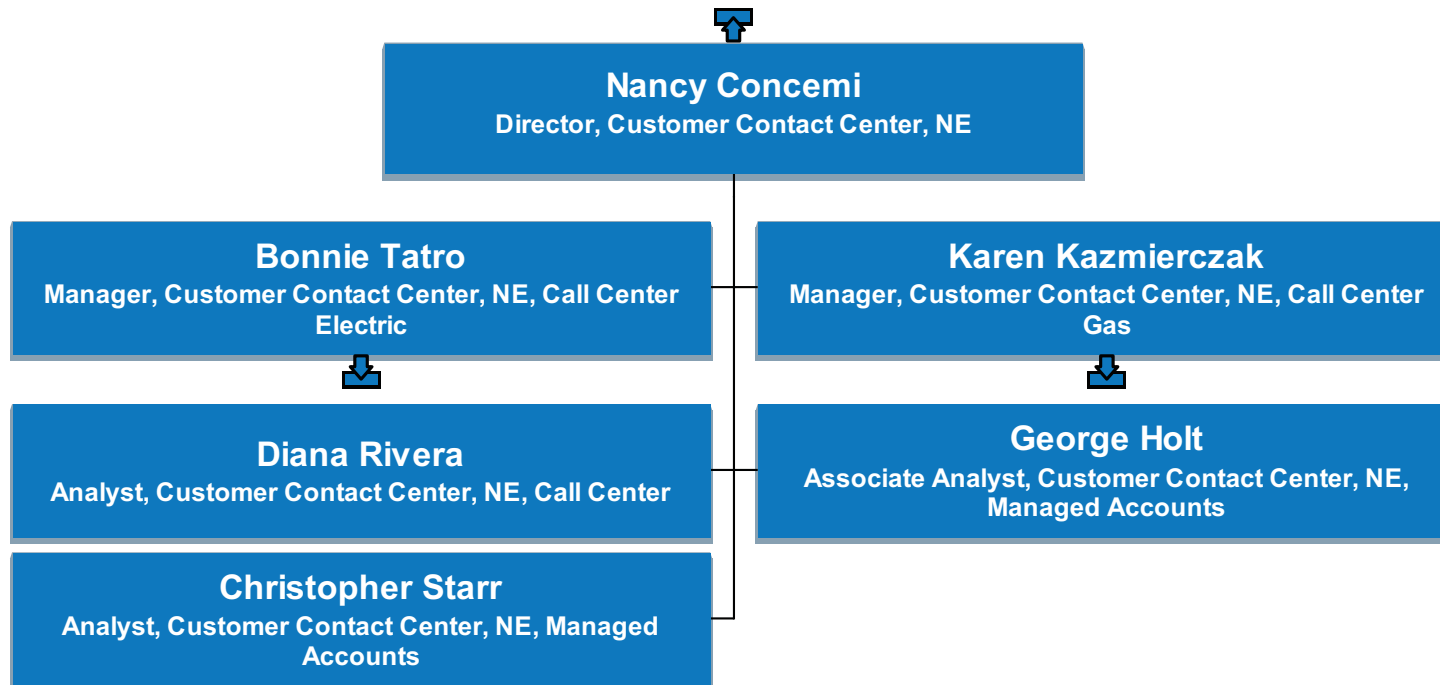 Nancy Concemi
Director, Customer Contact Center, NE
Bonnie Tatro
Manager, Customer Contact Center, NE, Call Center
Electric
Karen Kazmierczak
Manager, Customer Contact Center, NE, Call Center
Gas
Diana Rivera
Analyst, Customer Contact Center, NE, Call Center
George Holt
Associate Analyst, Customer Contact Center, NE,
Managed Accounts
Christopher Starr
Analyst, Customer Contact Center, NE, Managed
Accounts